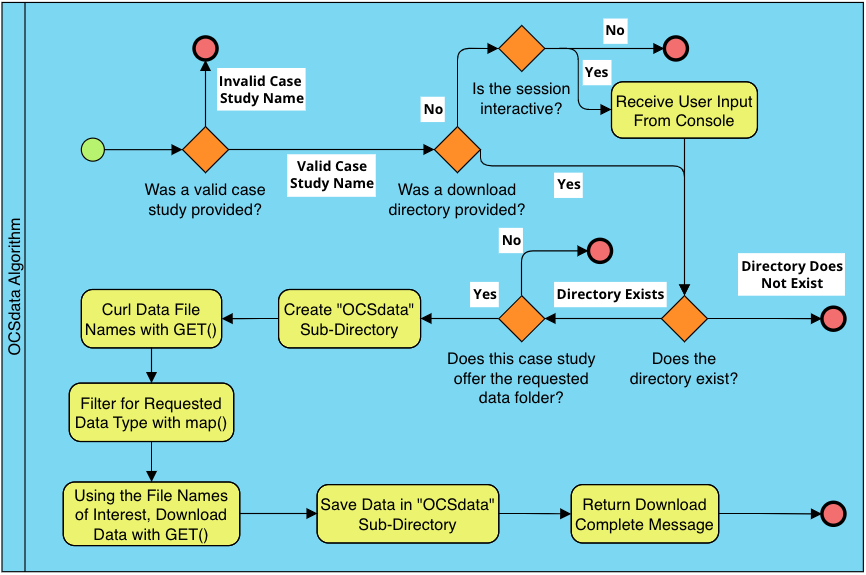 OCSdata Algorithm
Invalid Case
Study Name
Was a valid case
study provided?
Valid Case
Study Name
No
Was a download
directory provided?
Yes
Is the session
interactive?
No
Yes
Receive User Input
From Console
Directory Does
Not Exist
Does the
directory exist?
Directory Exists
No
Yes
Does this case study
offer the requested
data folder?
Create "OCSdata"
Sub-Directory
Curl Data File
Names with GET()
Filter for Requested
Data Type with map()
Using the File Names
of Interest, Download
Data with GET()
Save Data in "OCSdata"
Sub-Directory
Return Download
Complete Message